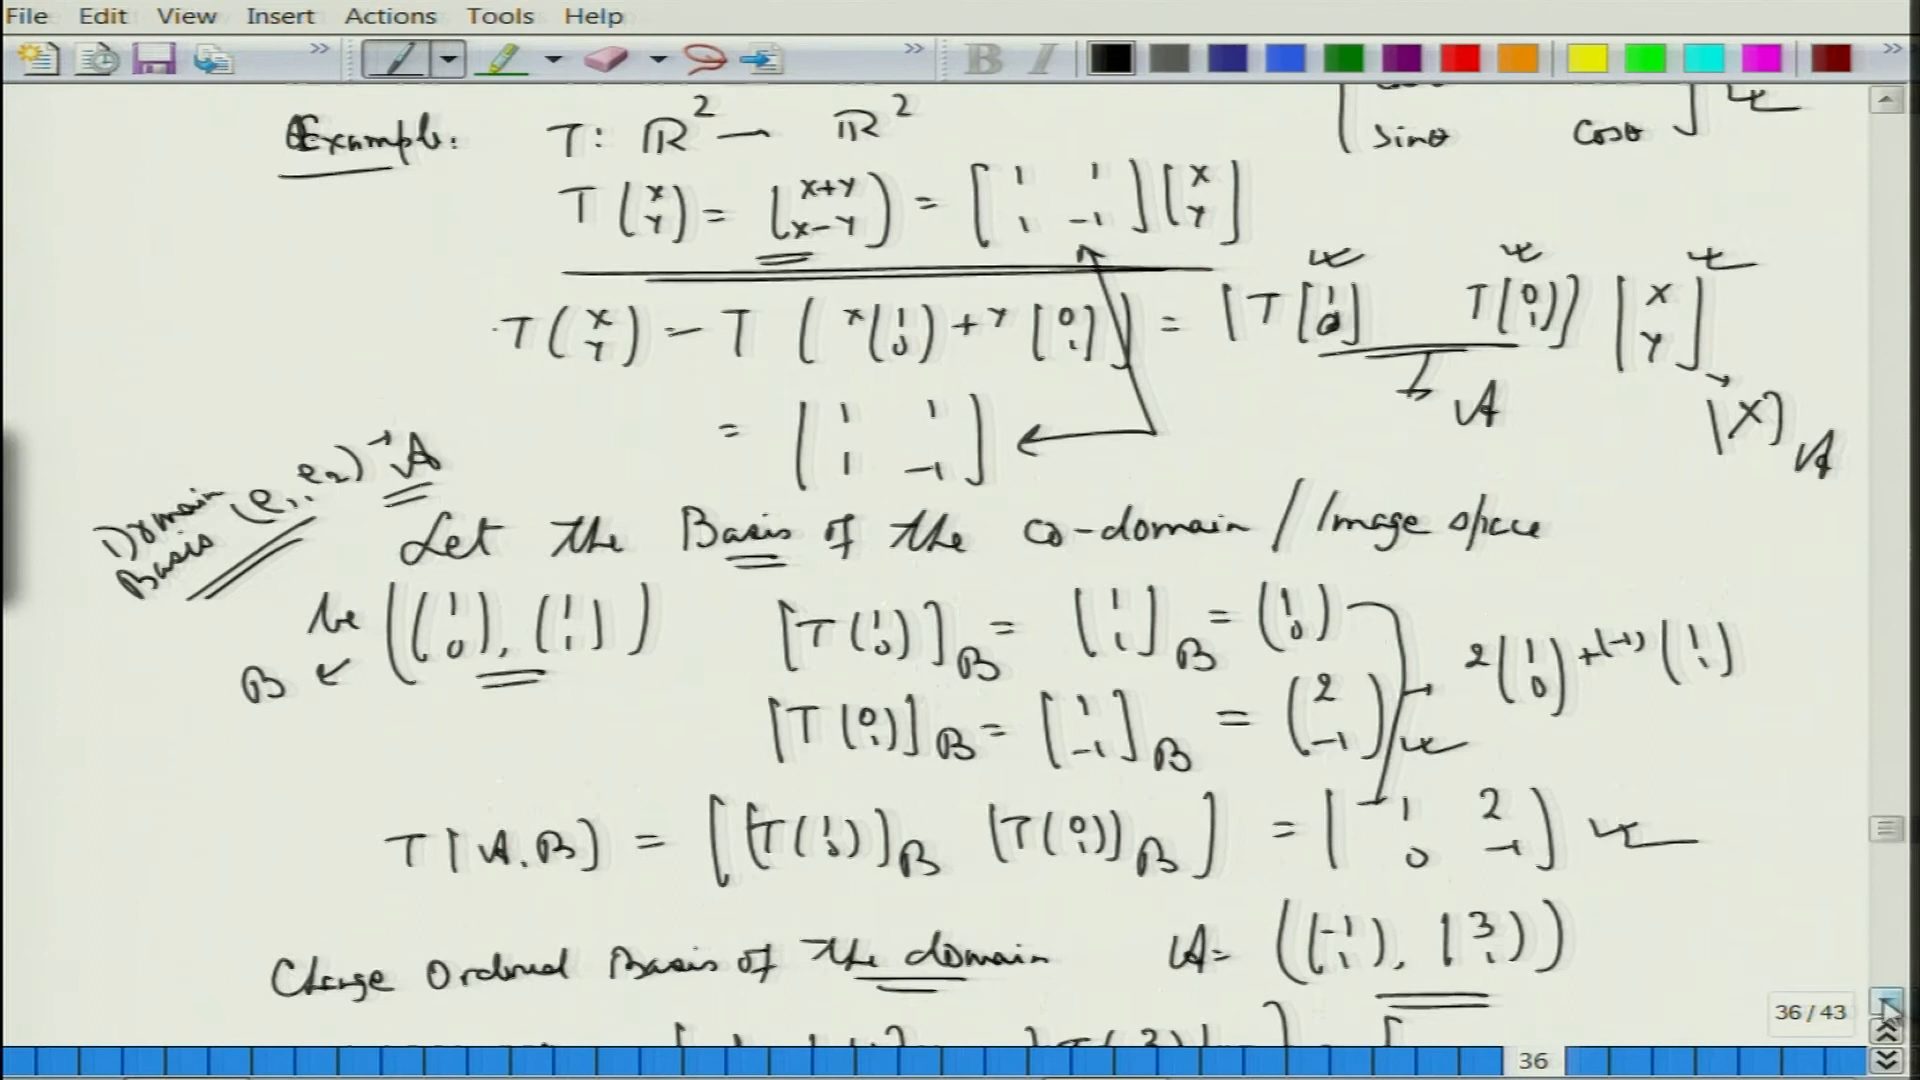 File Edit View Insert Actions Tools Help
B I
sinθ cosθ
Example: T: ℝ² — ℝ²
T (x y) = (x+y x-y) = [1 1 1 -1] [x y]
T (x y) = T (x (1 0) + y [0 1]) = [T [1 0] T [0 1]] [x y]
A
[X]A
= [1 1 1 -1]
Domain Basis (e1, e2) → A
Let the Basis of the co-domain / Image space
be ((1 0), (1 1)) [T (1 0)]B = [1 1]B = (1 0)
B ← 2 (1 0) + (-1) (1 1)
[T (0 1)]B = [1 -1]B = (2 -1)
T [A, B] = [[T (1 0)]B [T (0 1)]B] = [1 2 0 -1]
Change Ordered Basis of the domain A = ((-1 1), (3 1))
36 / 43
36